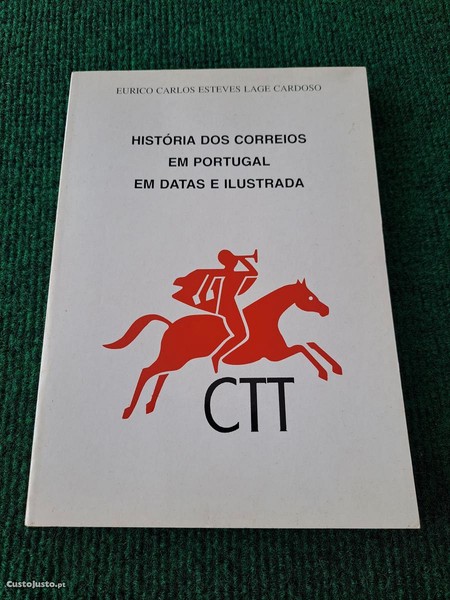 EURICO CARLOS ESTEVES LAGE CARDOSO
HISTÓRIA DOS CORREIOS
EM PORTUGAL
EM DATAS E ILUSTRADA
CTT
CustoJusto.pt